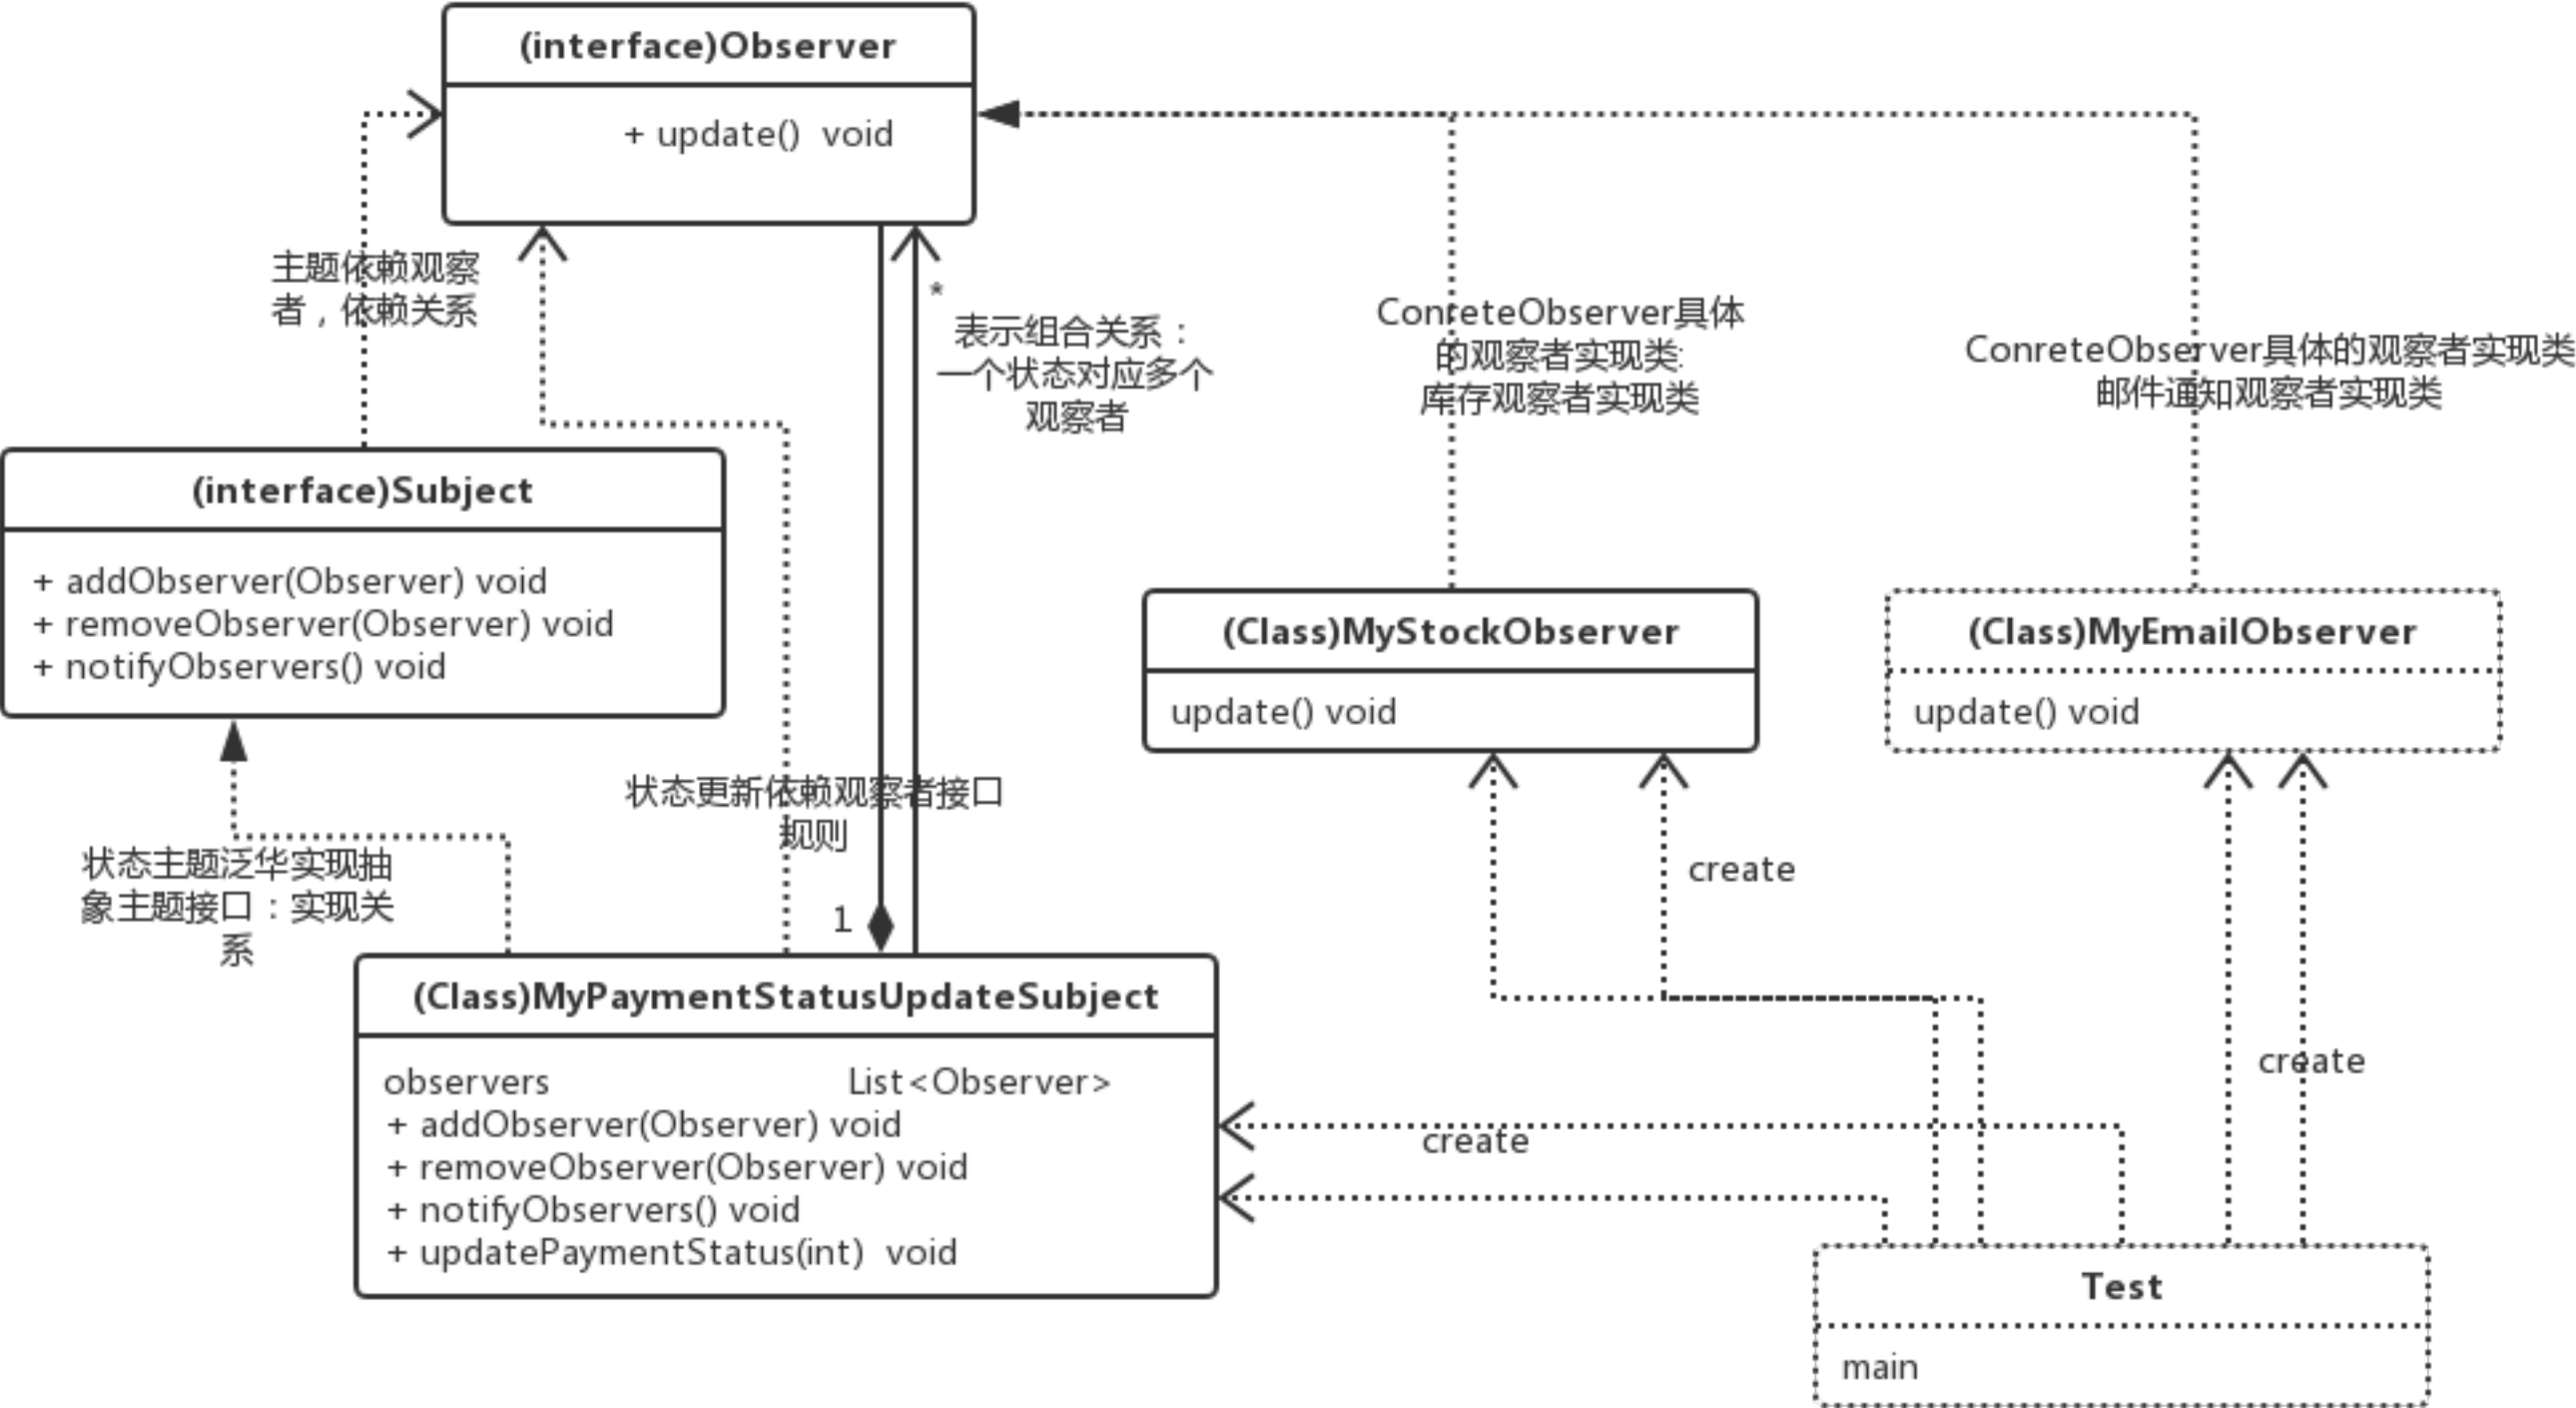 (interface)Observer
+ update()  void
主题依赖观察
者，依赖关系
*
表示组合关系：
一个状态对应多个
观察者
ConreteObserver具体
的观察者实现类:
库存观察者实现类
ConreteObserver具体的观察者实现类
邮件通知观察者实现类
(interface)Subject
+ addObserver(Observer) void
+ removeObserver(Observer) void
+ notifyObservers() void
(Class)MyStockObserver
update() void
(Class)MyEmailObserver
update() void
状态更新依赖观察者接口
规则
状态主题泛华实现抽
象主题接口：实现关
系
1
create
(Class)MyPaymentStatusUpdateSubject
observers List<Observer>
+ addObserver(Observer) void
+ removeObserver(Observer) void
+ notifyObservers() void
+ updatePaymentStatus(int)  void
create
create
Test
main